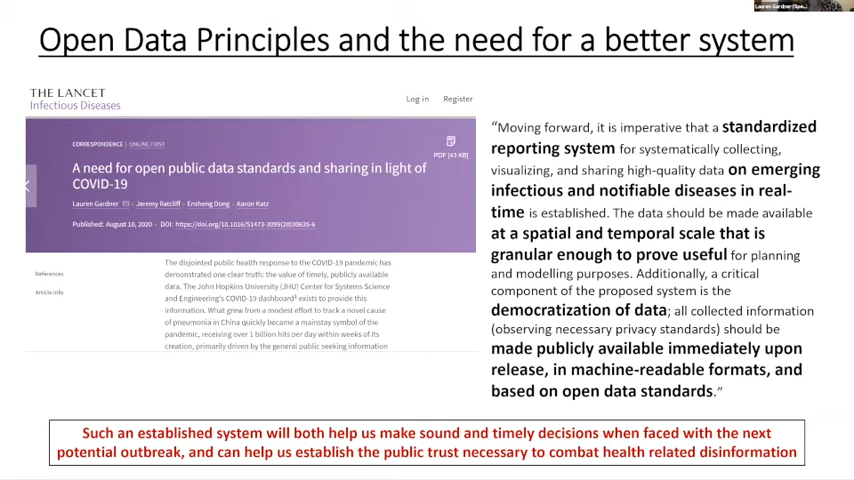 Lauren Gardner (Spe...
Open Data Principles and the need for a better system
THE LANCET
Infectious Diseases
Log in Register
CORRESPONDENCE | ONLINE FIRST
PDF [43 KB]
A need for open public data standards and sharing in light of
COVID-19
Lauren Gardner Jeremy Ratcliff Ensheng Dong Aaron Katz
Published: August 10, 2020 DOI: https://doi.org/10.1016/S1473-3099(20)30635-6
References
Article Info
The disjointed public health response to the COVID-19 pandemic has
demonstrated one clear truth: the value of timely, publicly available
data. The John Hopkins University (JHU) Center for Systems Science
and Engineering's COVID-19 dashboard1 exists to provide this
information. What grew from a modest effort to track a novel cause
of pneumonia in China quickly became a mainstay symbol of the
pandemic, receiving over 1 billion hits per day within weeks of its
creation, primarily driven by the general public seeking information
“Moving forward, it is imperative that a standardized
reporting system for systematically collecting,
visualizing, and sharing high-quality data on emerging
infectious and notifiable diseases in real-
time is established. The data should be made available
at a spatial and temporal scale that is
granular enough to prove useful for planning
and modelling purposes. Additionally, a critical
component of the proposed system is the
democratization of data; all collected information
(observing necessary privacy standards) should be
made publicly available immediately upon
release, in machine-readable formats, and
based on open data standards.”
Such an established system will both help us make sound and timely decisions when faced with the next
potential outbreak, and can help us establish the public trust necessary to combat health related disinformation